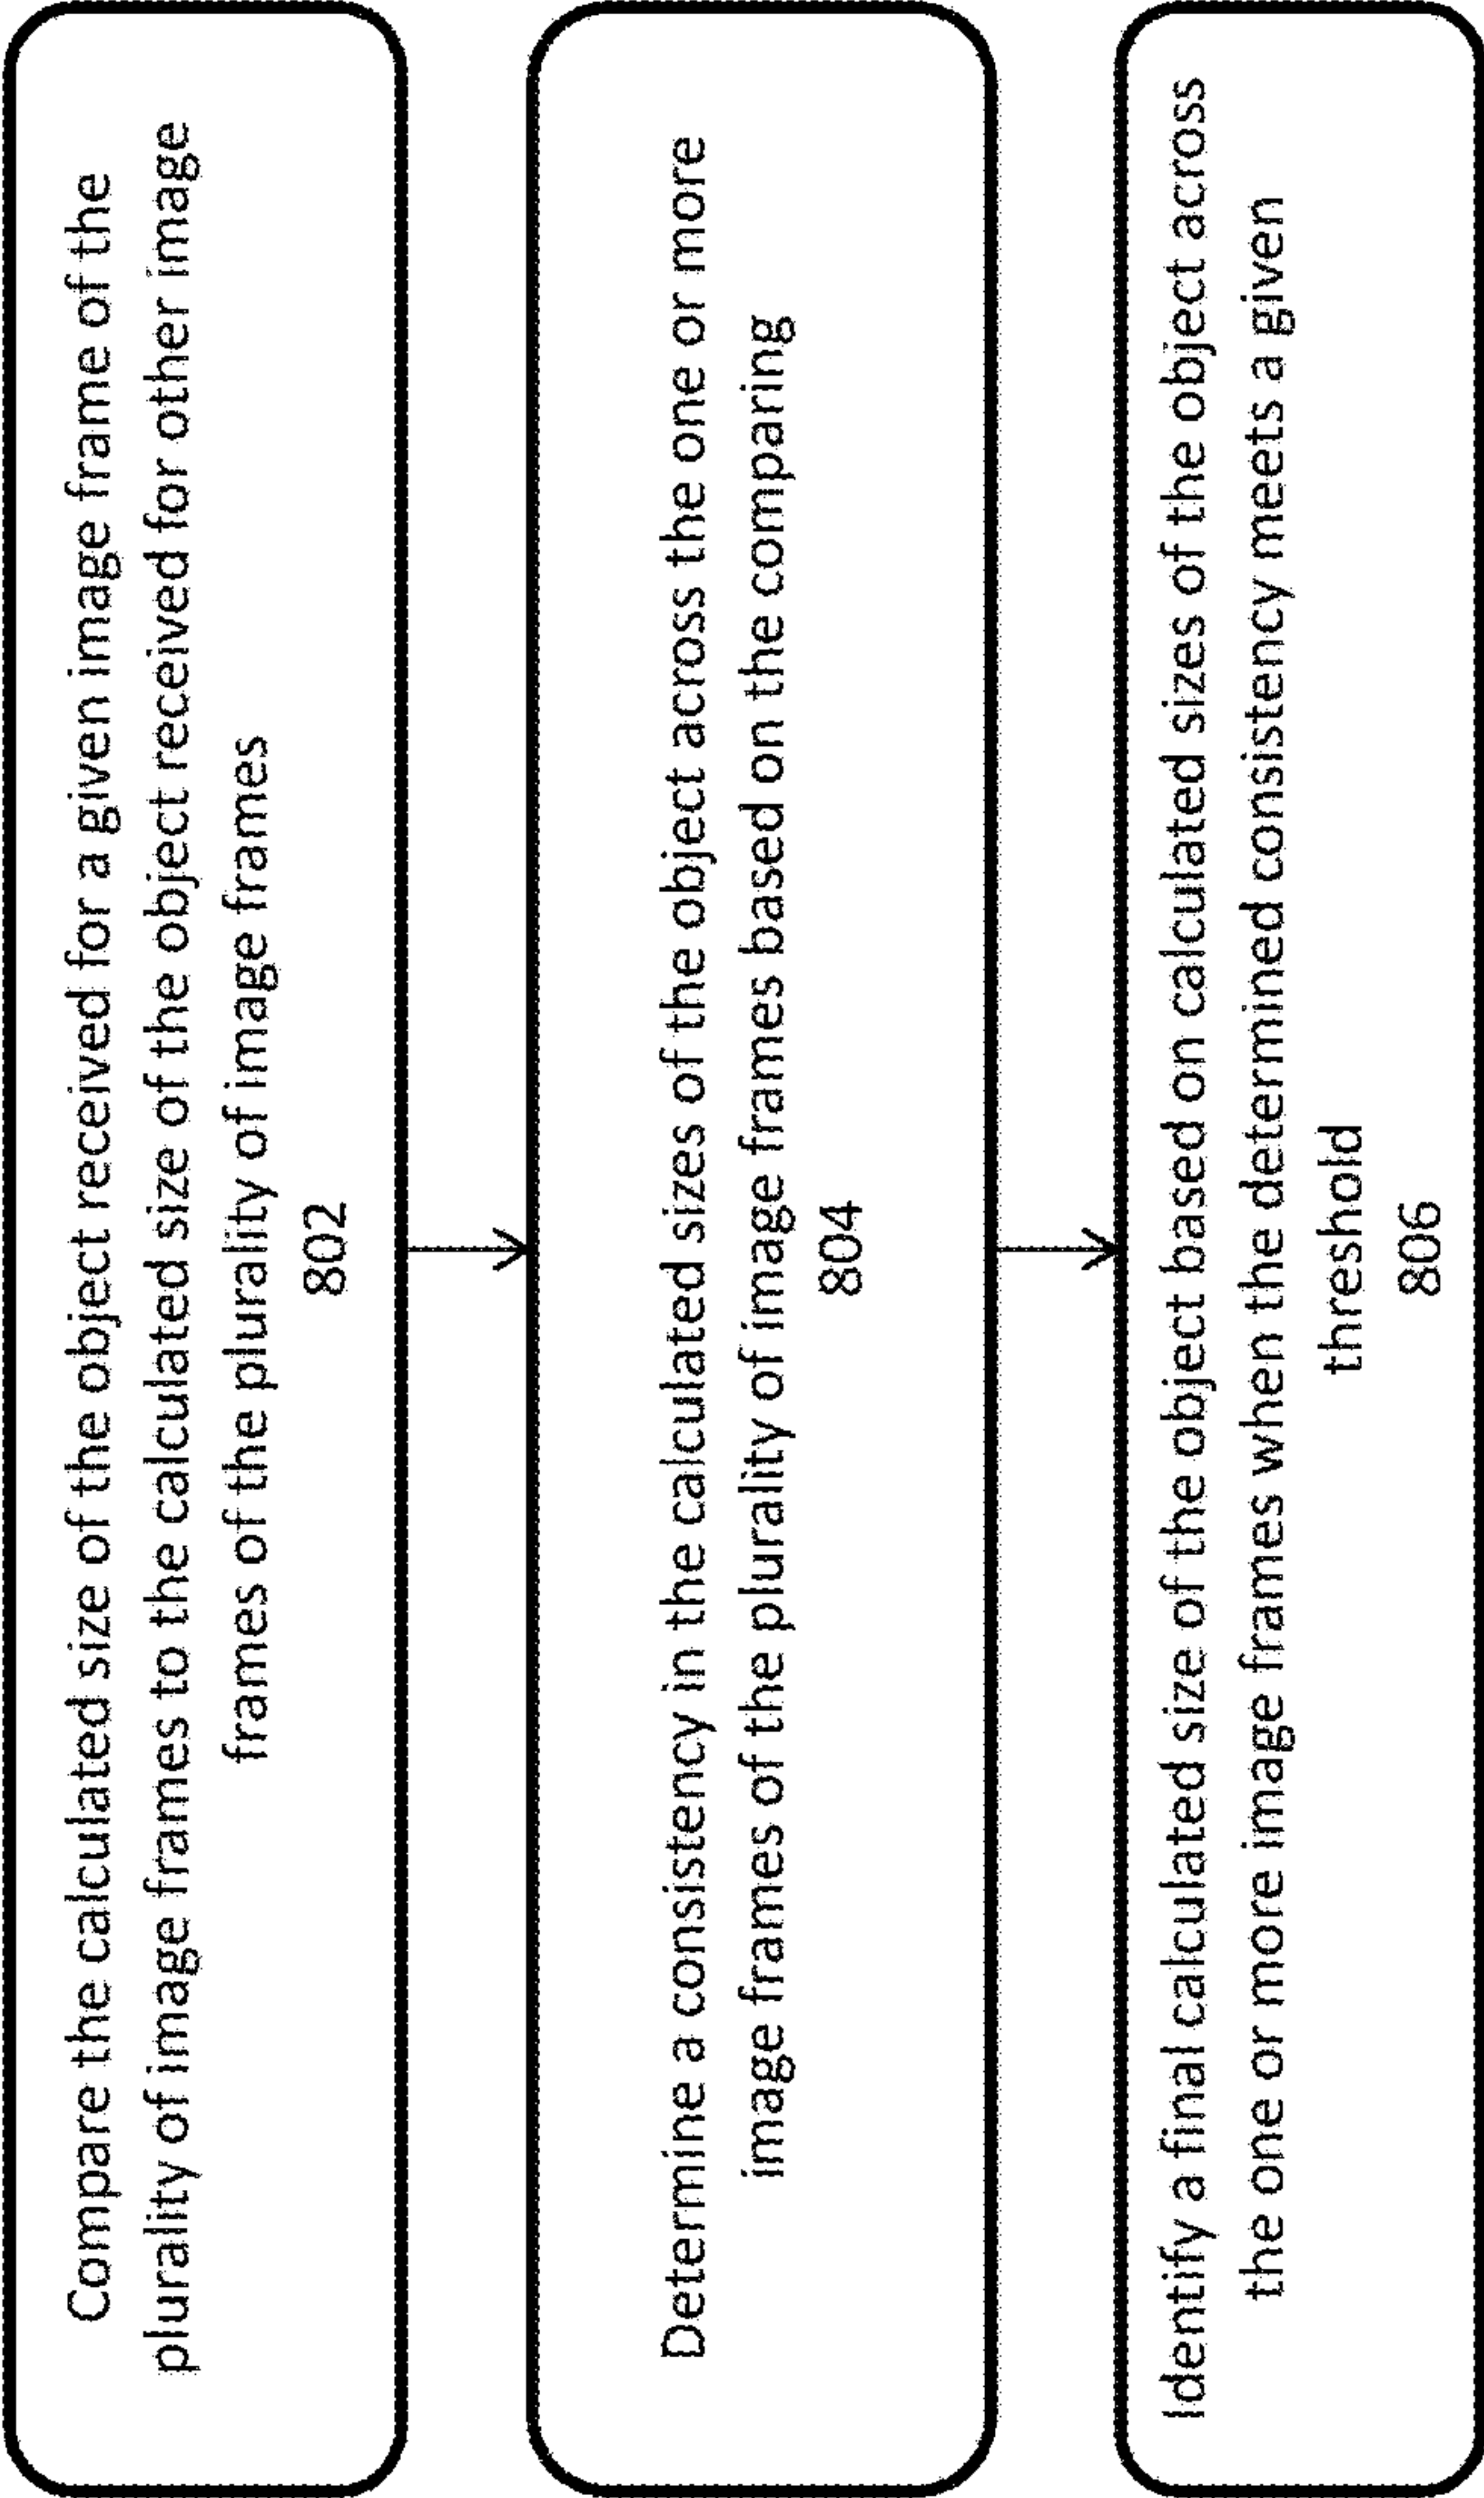 Compare the calculated size of the object received for a given image frame of the
plurality of image frames to the calculated size of the object received for other image
frames of the plurality of image frames
802
Determine a consistency in the calculated sizes of the object across the one or more
image frames of the plurality of image frames based on the comparing
804
Identify a final calculated size of the object based on calculated sizes of the object across
the one or more image frames when the determined consistency meets a given
threshold
806